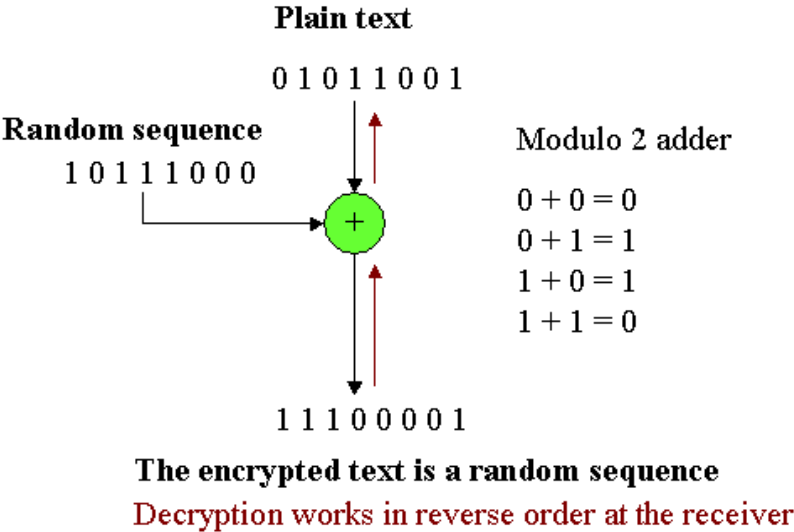 Plain text
0 1 0 1 1 0 0 1
Random sequence
1 0 1 1 1 0 0 0
+
Modulo 2 adder
0 + 0 = 0
0 + 1 = 1
1 + 0 = 1
1 + 1 = 0
1 1 1 0 0 0 0 1
The encrypted text is a random sequence
Decryption works in reverse order at the receiver